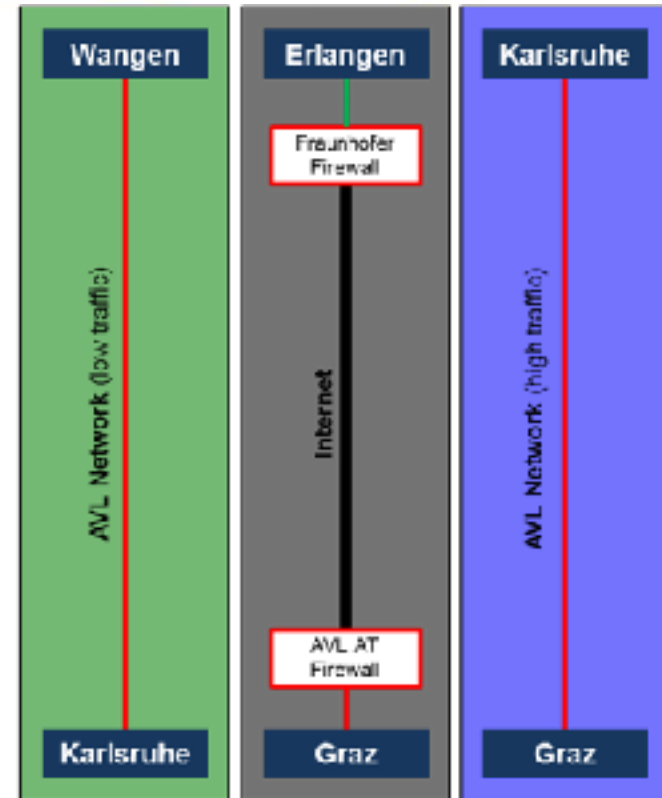 Wangen
AVL Network (low traffic)
Karlsruhe
Erlangen
Fraunhofer
Firewall
Internet
AVL AT
Firewall
Graz
Karlsruhe
AVL Network (high traffic)
Graz